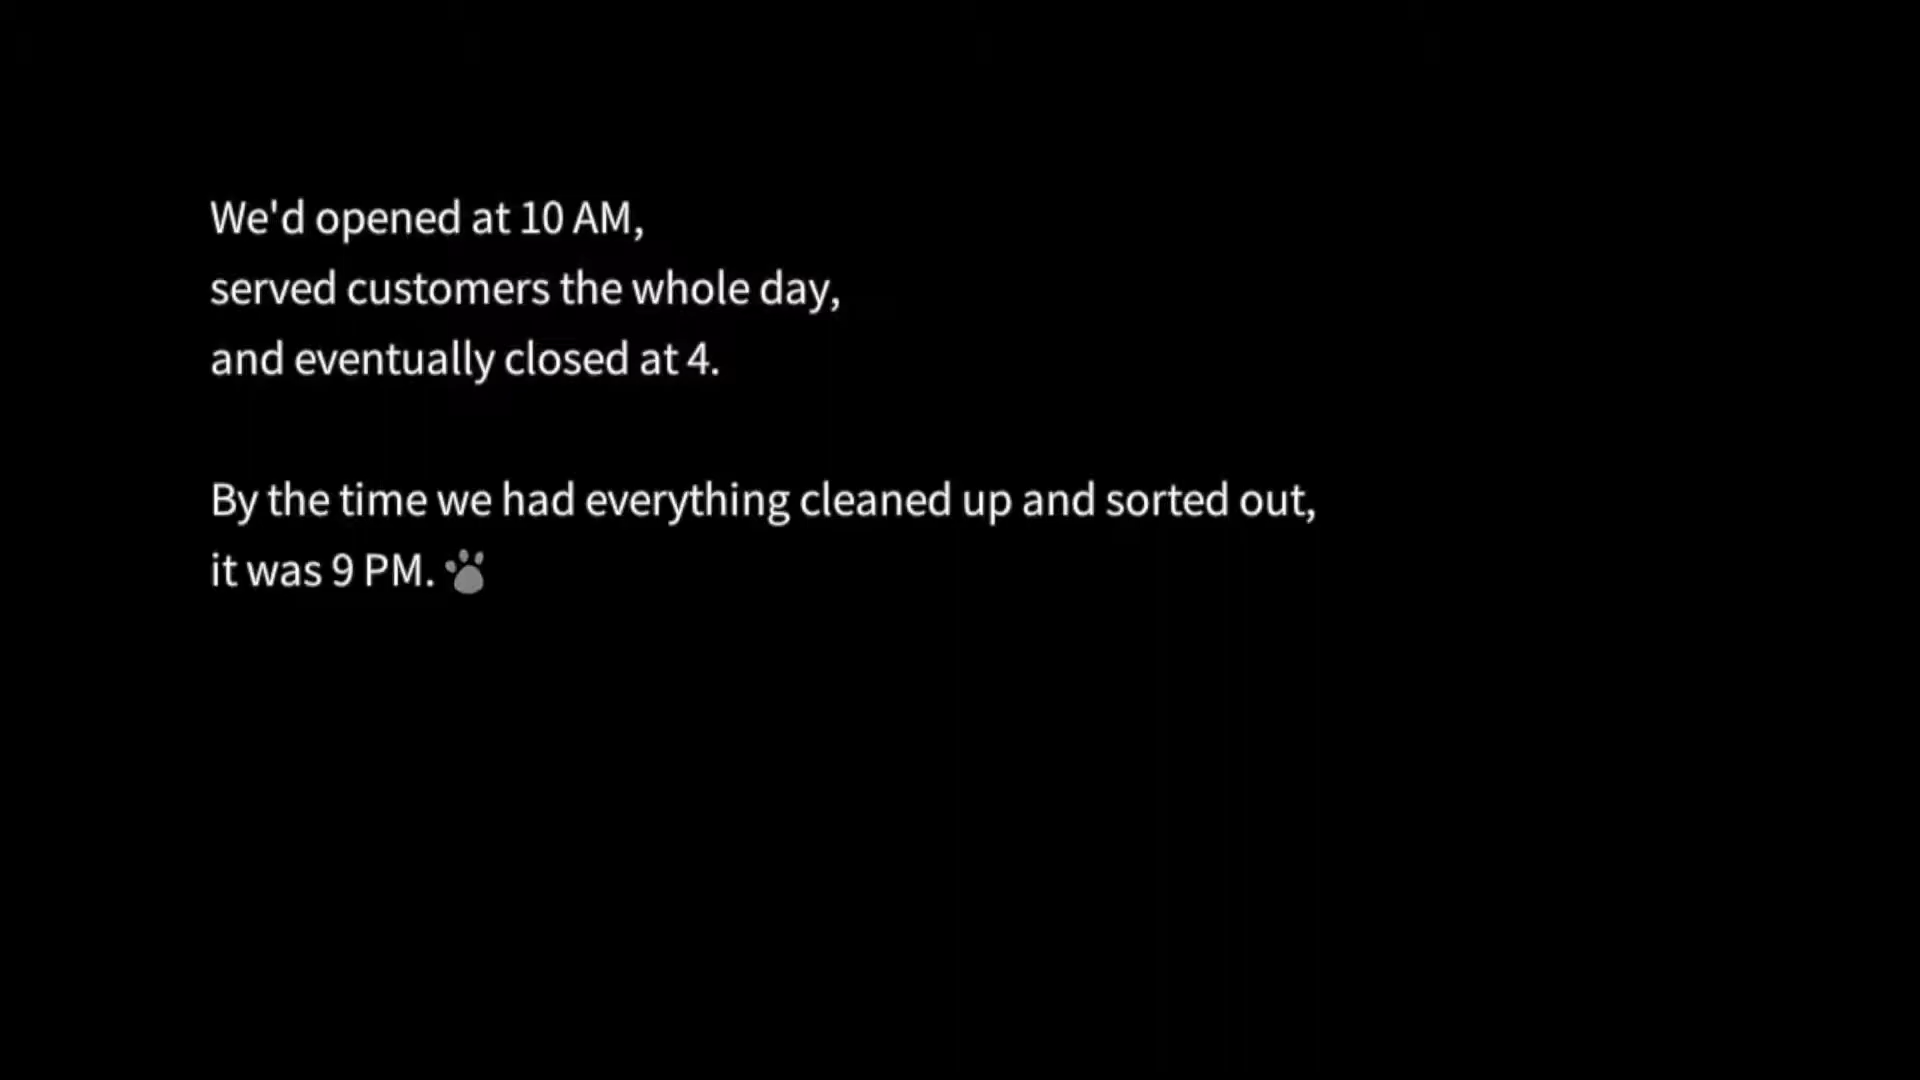 We'd opened at 10 AM,
served customers the whole day,
and eventually closed at 4.
By the time we had everything cleaned up and sorted out,
it was 9 PM.